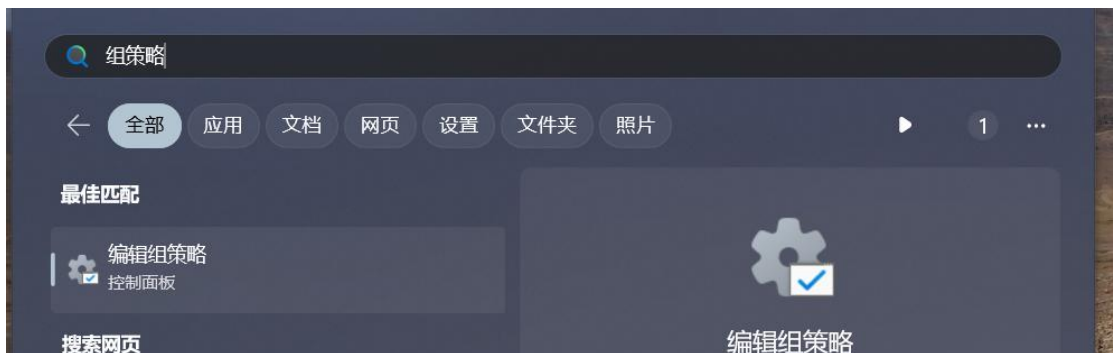 组策略
全部 应用 文档 网页 设置 文件夹 照片 1 ...
最佳匹配
编辑组策略
控制面板
搜索网页
编辑组策略